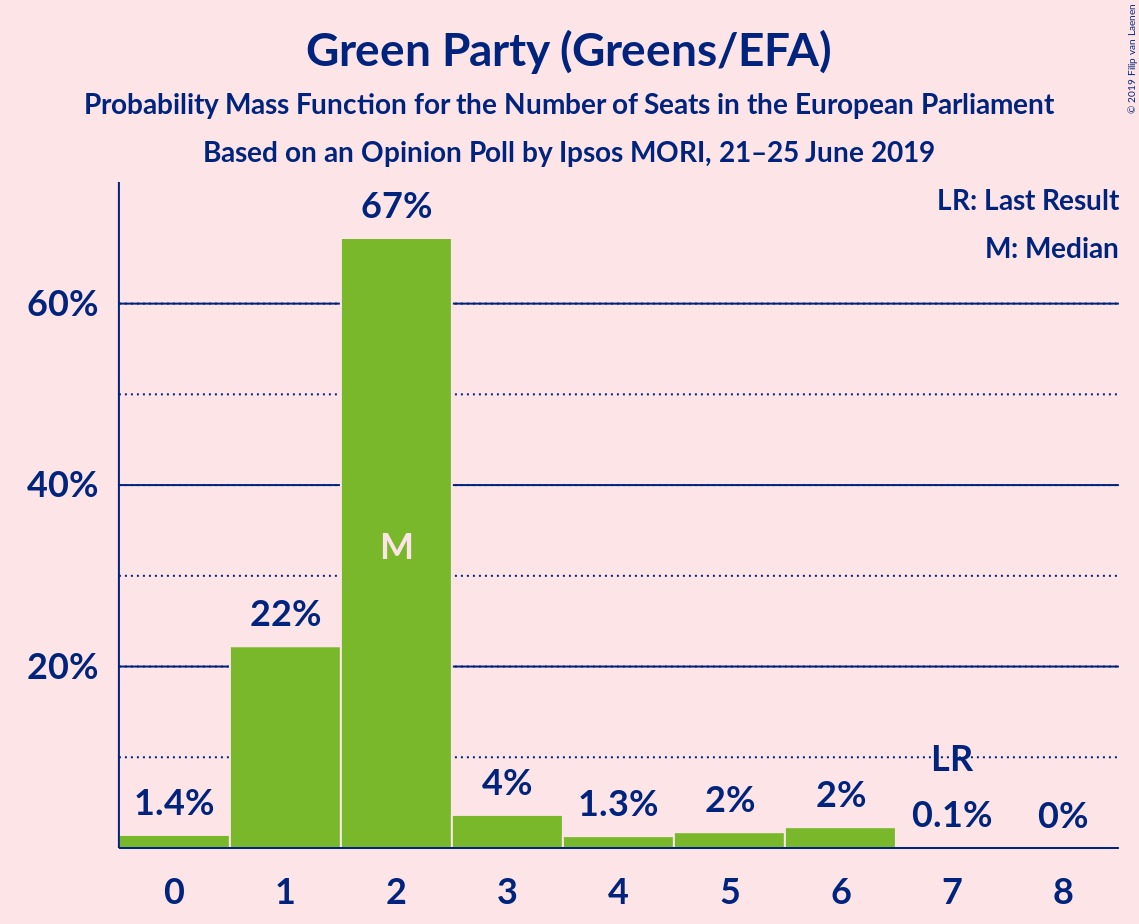 Green Party (Greens/EFA)
Probability Mass Function for the Number of Seats in the European Parliament
Based on an Opinion Poll by Ipsos MORI, 21–25 June 2019
© 2019 Filip van Laenen
LR: Last Result
M: Median
67%
60%
40%
M
22%
20%
LR
1.4%
4%
1.3%
2%
2%
0.1%
0%
0 1 2 3 4 5 6 7 8